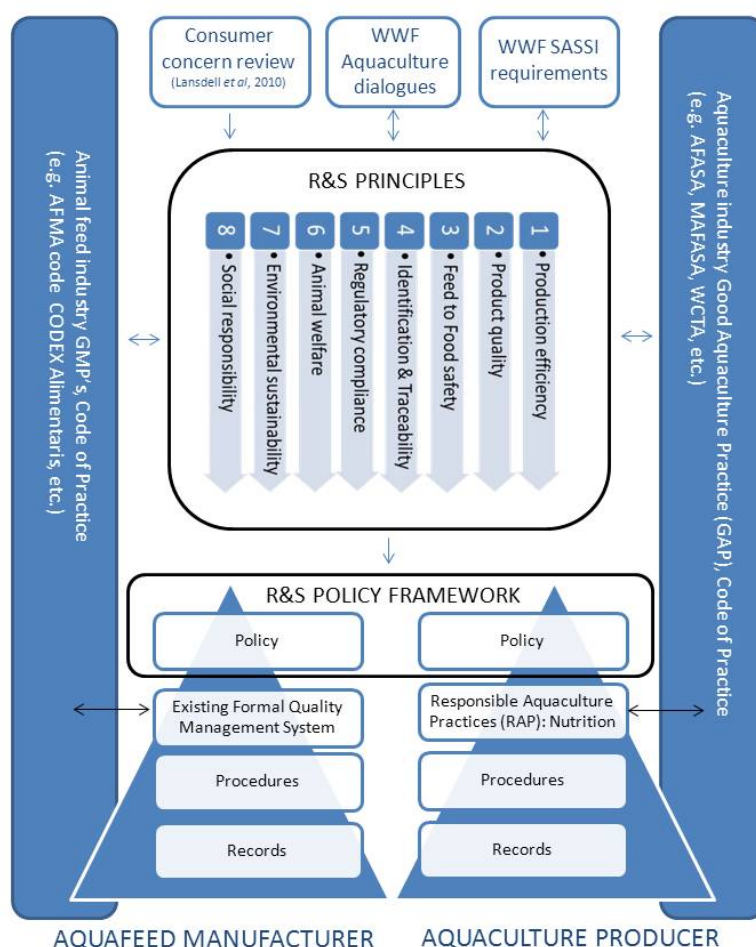 Consumer
concern review
(Lansdell et al, 2010)
WWF
Aquaculture
dialogues
WWF SASSI
requirements
Animal feed industry GMP's, Code of Practice
(e.g. AFMA code CODEX Alimentaris, etc.)
Aquaculture industry Good Aquaculture Practice (GAP), Code of Practice
(e.g. AFASA, MAFASA, WCTA, etc.)
R&S PRINCIPLES
1 • Production efficiency
2 • Product quality
3 • Feed to Food safety
4 • Identification & Traceability
5 • Regulatory compliance
6 • Animal welfare
7 • Environmental sustainability
8 • Social responsibility
R&S POLICY FRAMEWORK
Policy
Existing Formal Quality
Management System
Procedures
Records
Policy
Responsible Aquaculture
Practices (RAP): Nutrition
Procedures
Records
AQUAFEED MANUFACTURER
AQUACULTURE PRODUCER